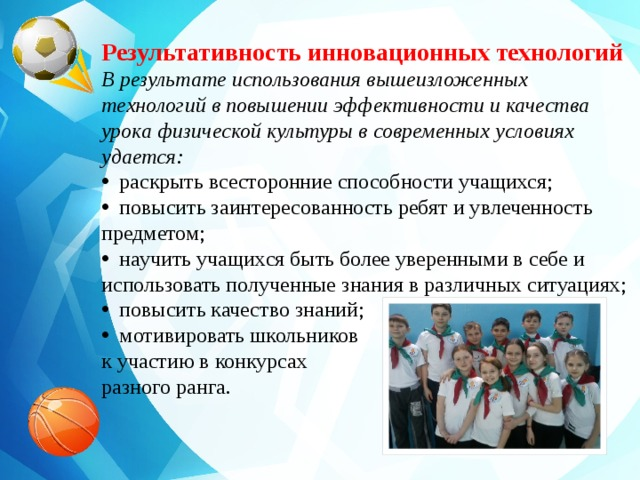 Результативность инновационных технологий
В результате использования вышеизложенных
технологий в повышении эффективности и качества
урока физической культуры в современных условиях
удается:
• раскрыть всесторонние способности учащихся;
• повысить заинтересованность ребят и увлеченность
предметом;
• научить учащихся быть более уверенными в себе и
использовать полученные знания в различных ситуациях;
• повысить качество знаний;
• мотивировать школьников
к участию в конкурсах
разного ранга.